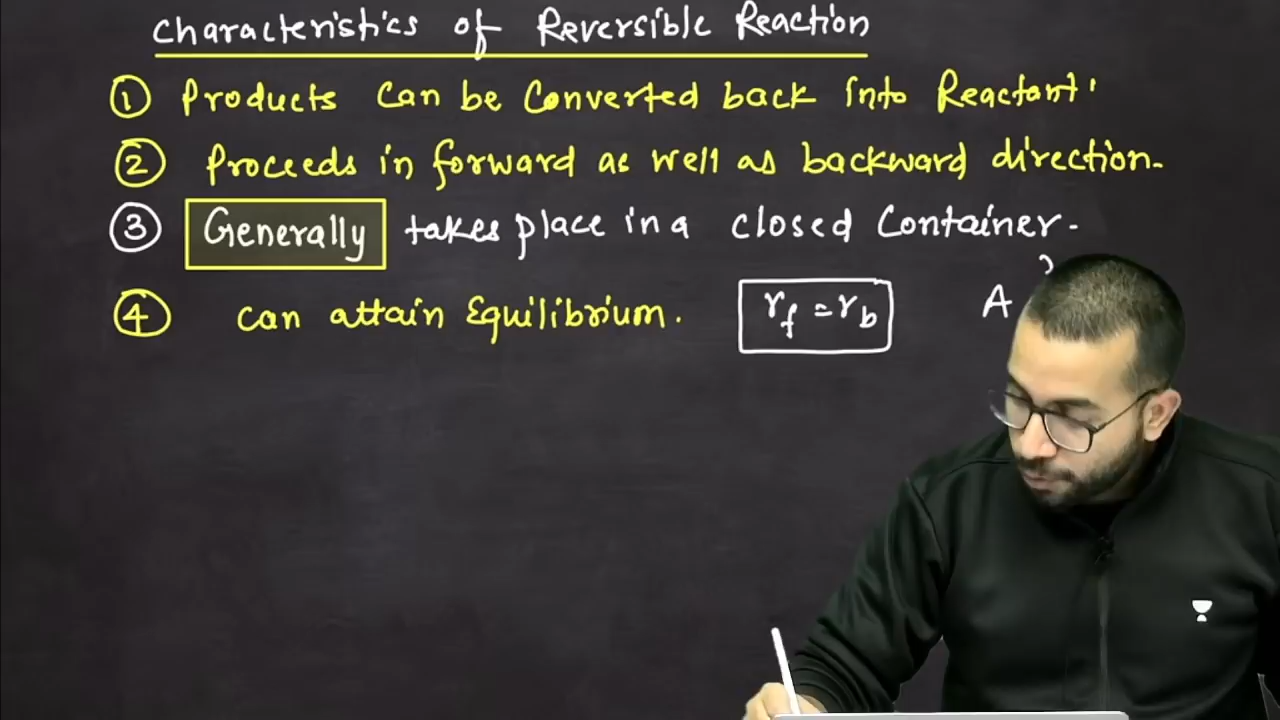 Characteristics of Reversible Reaction
① Products can be Converted back into Reactant.
② Proceeds in forward as well as backward direction.
③ Generally takes place in a closed Container.
④ can attain Equilibrium. rf = rb A